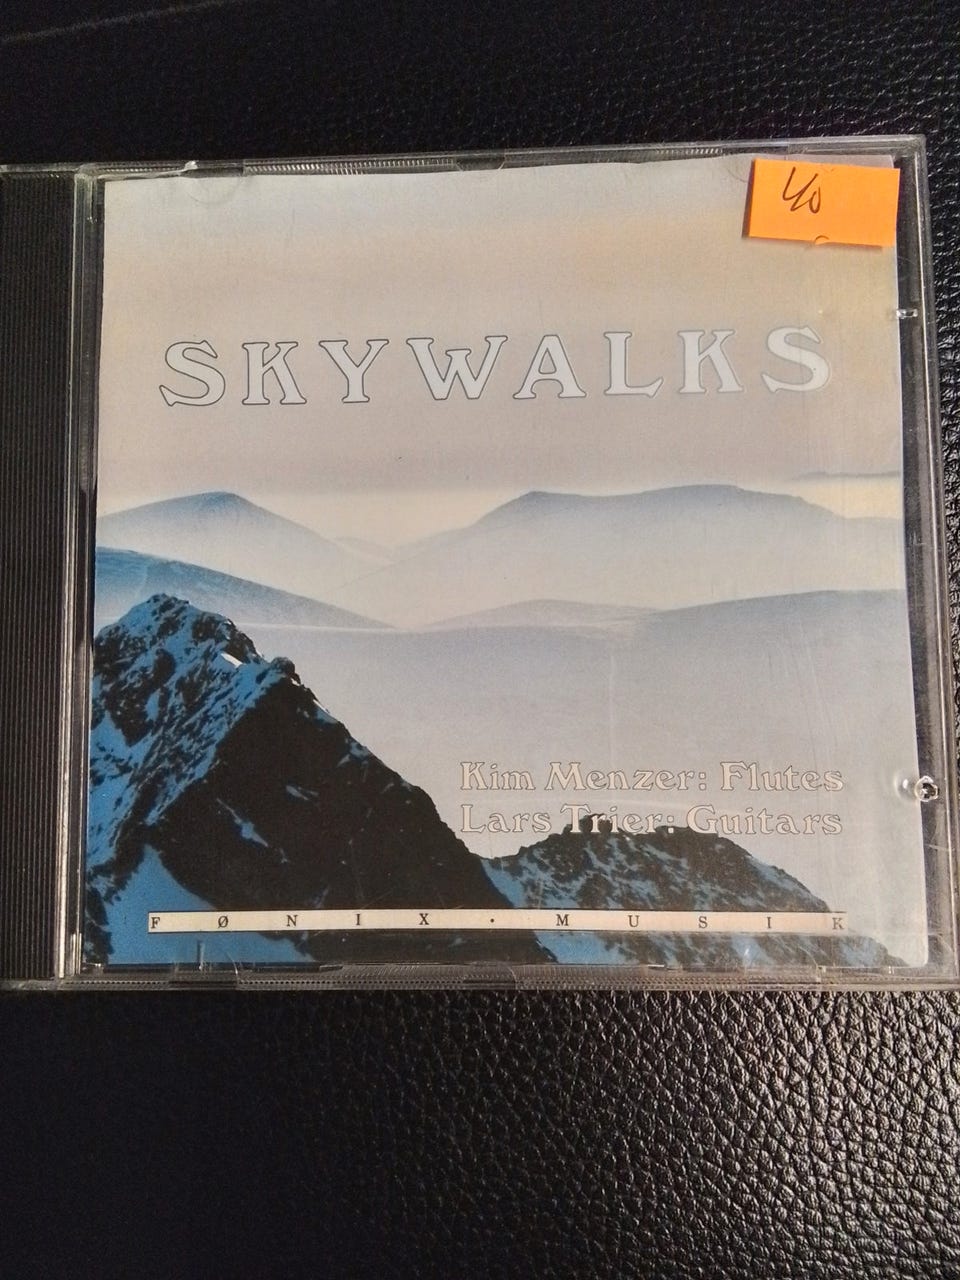 40
SKYWALKS
Kim Menzer: Flutes
Lars Trier: Guitars
FØNIX · MUSIK